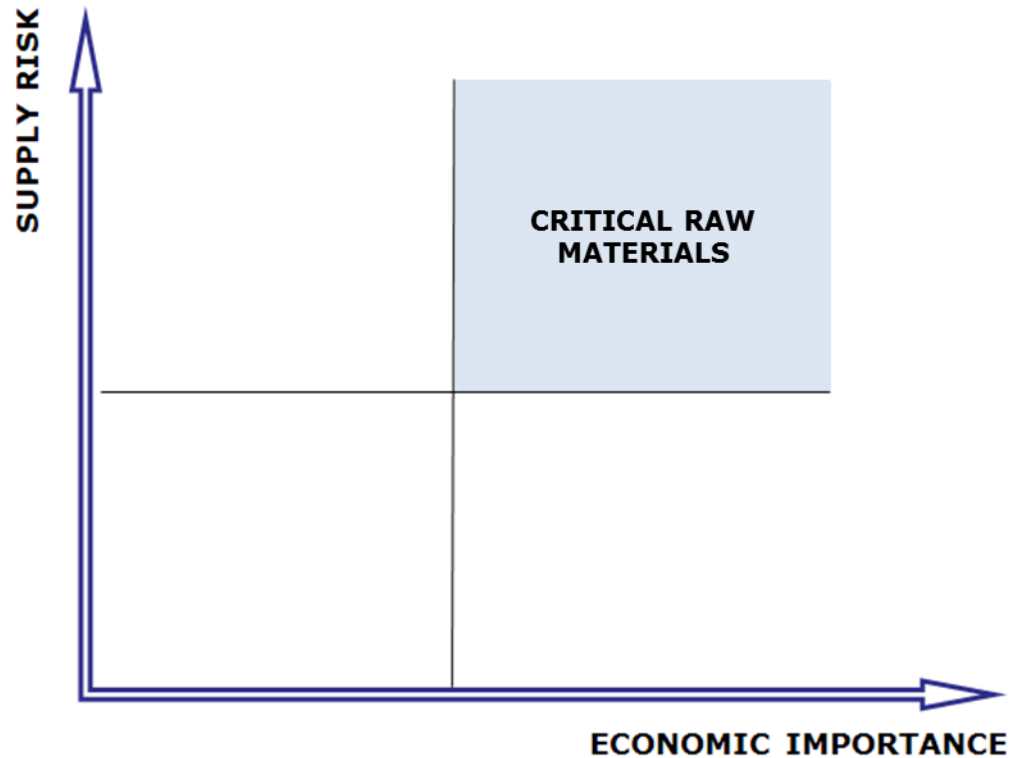 SUPPLY RISK
CRITICAL RAW
MATERIALS
ECONOMIC IMPORTANCE